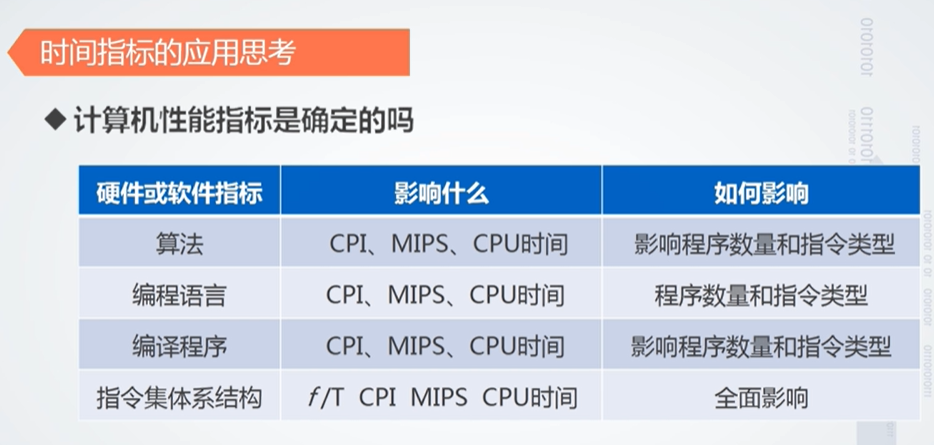 时间指标的应用思考
◆ 计算机性能指标是确定的吗
硬件或软件指标 影响什么 如何影响
算法 CPI、MIPS、CPU时间 影响程序数量和指令类型
编程语言 CPI、MIPS、CPU时间 程序数量和指令类型
编译程序 CPI、MIPS、CPU时间 影响程序数量和指令类型
指令集体系结构 f/T CPI MIPS CPU时间 全面影响